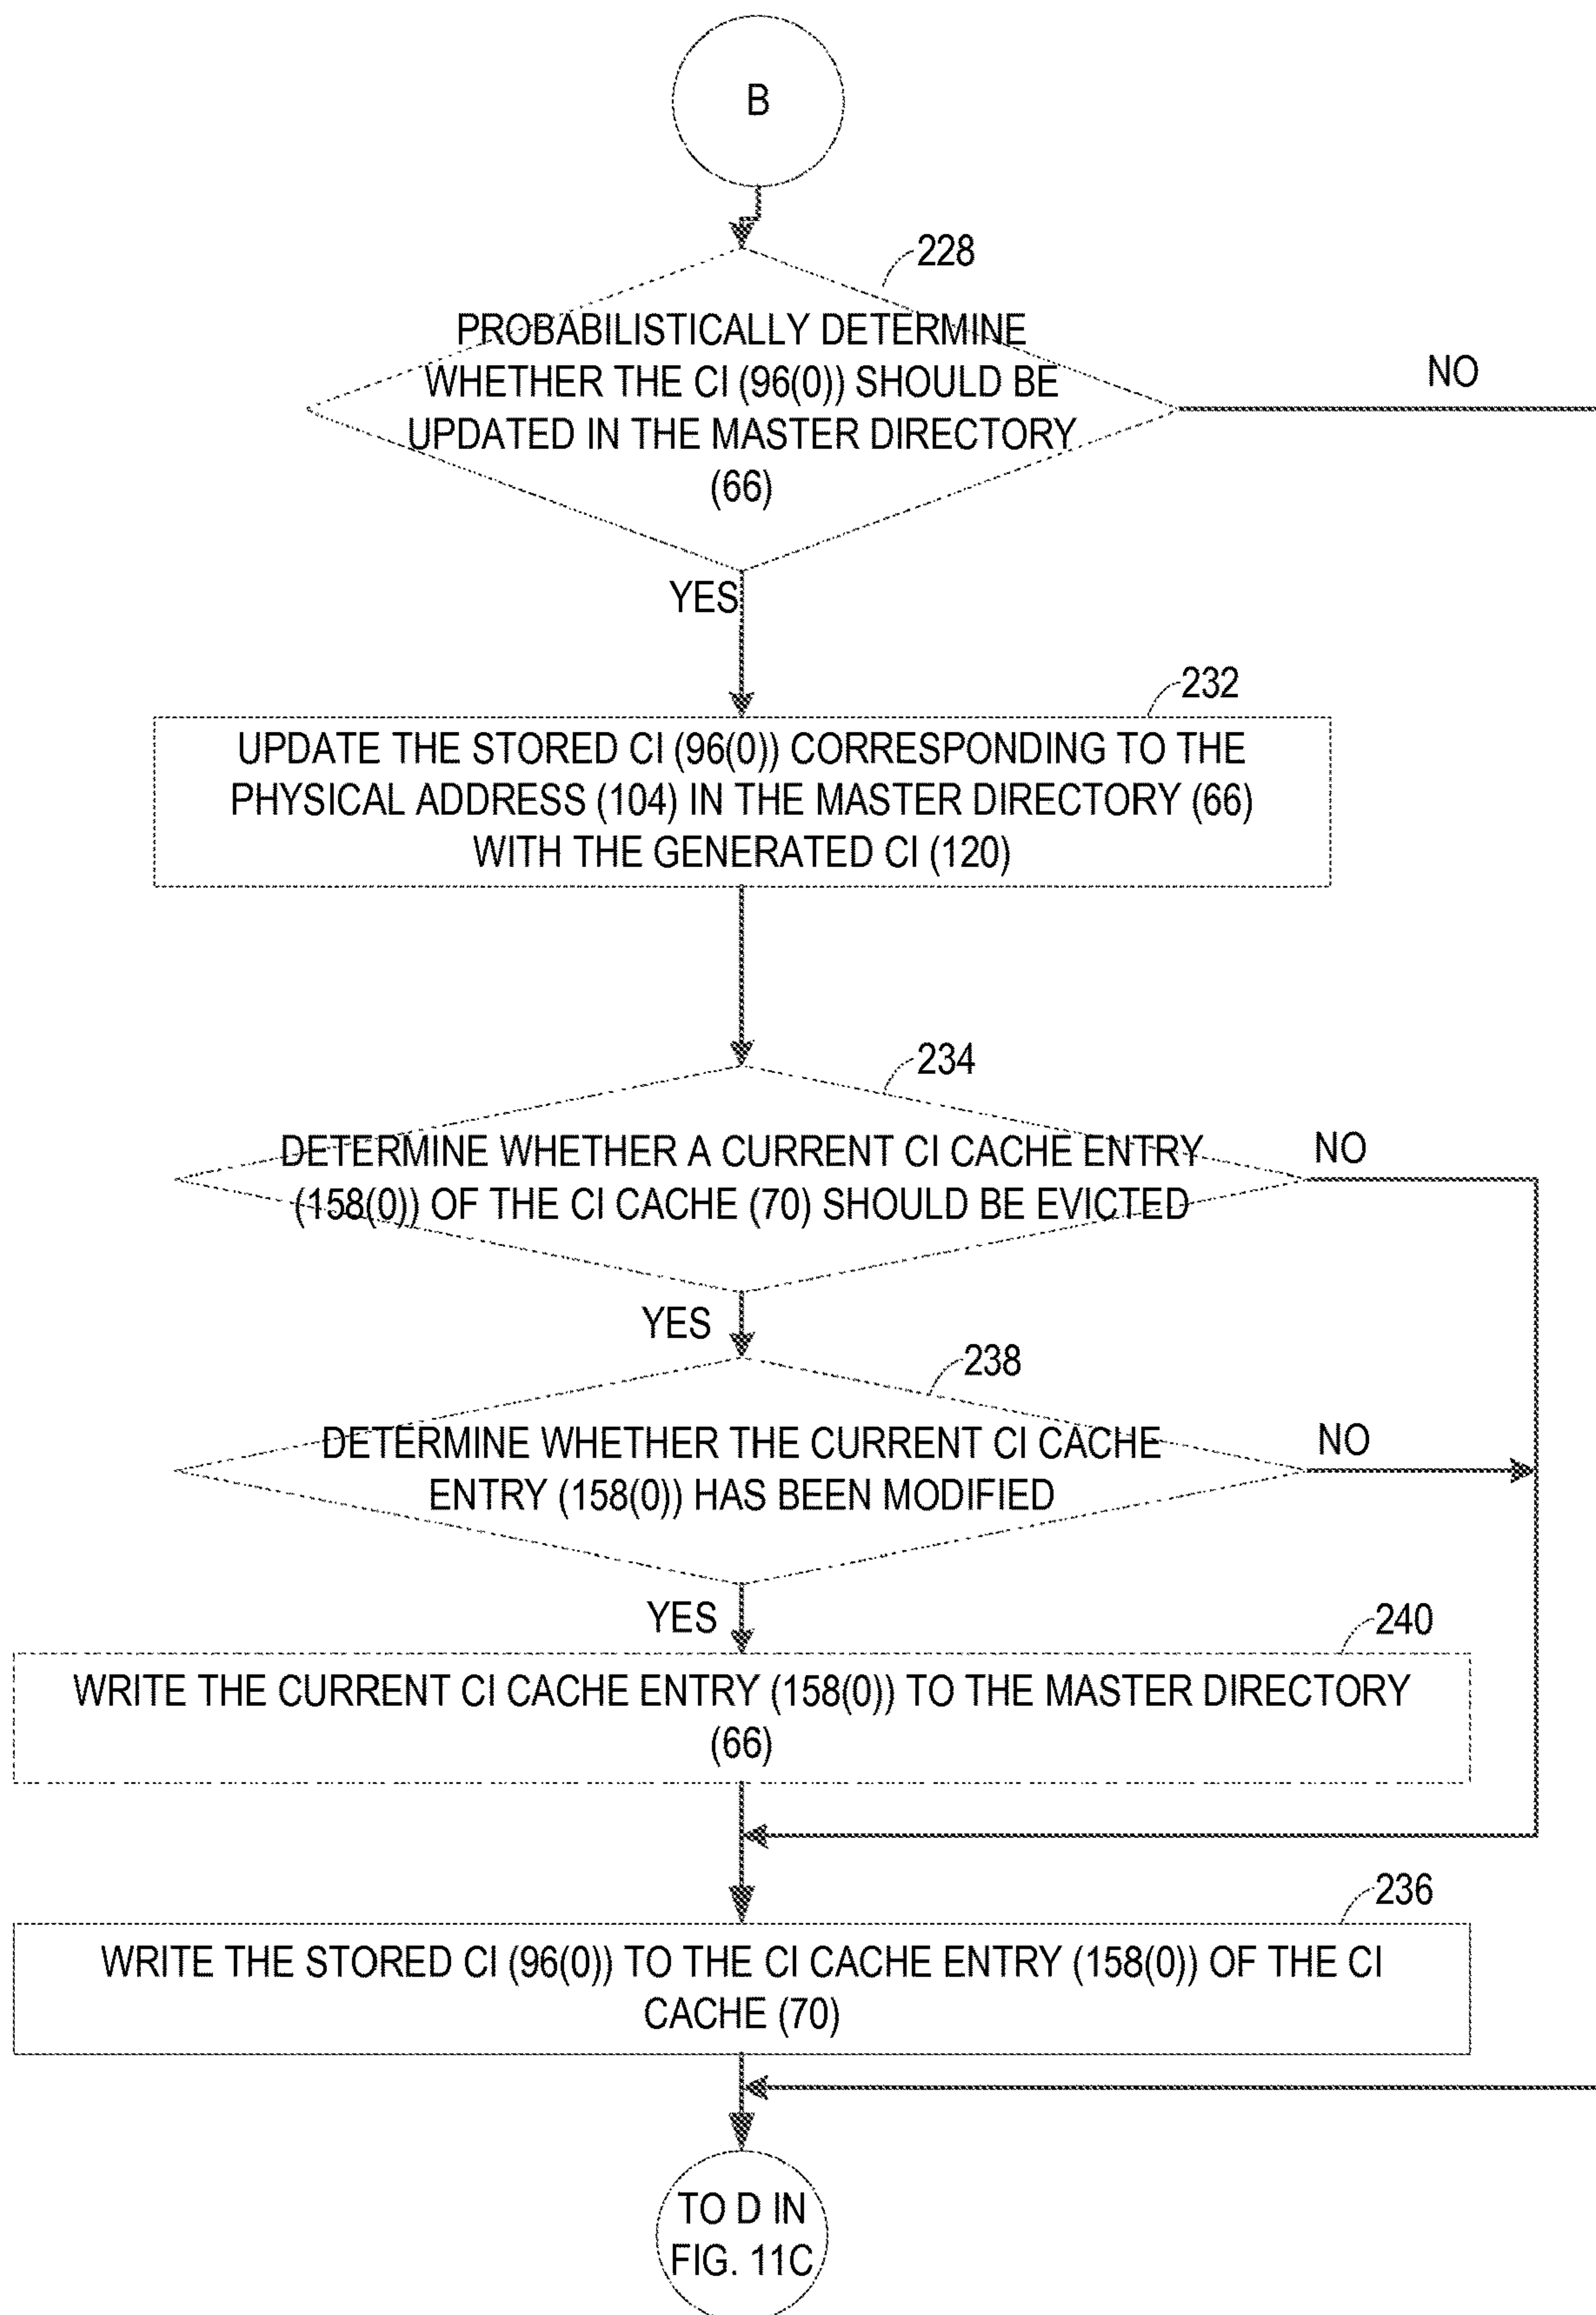 B
228
PROBABILISTICALLY DETERMINE
WHETHER THE CI (96(0)) SHOULD BE
UPDATED IN THE MASTER DIRECTORY
(66)
NO
YES
232
UPDATE THE STORED CI (96(0)) CORRESPONDING TO THE
PHYSICAL ADDRESS (104) IN THE MASTER DIRECTORY (66)
WITH THE GENERATED CI (120)
234
DETERMINE WHETHER A CURRENT CI CACHE ENTRY
(158(0)) OF THE CI CACHE (70) SHOULD BE EVICTED
NO
YES
238
DETERMINE WHETHER THE CURRENT CI CACHE
ENTRY (158(0)) HAS BEEN MODIFIED
NO
YES
240
WRITE THE CURRENT CI CACHE ENTRY (158(0)) TO THE MASTER DIRECTORY
(66)
236
WRITE THE STORED CI (96(0)) TO THE CI CACHE ENTRY (158(0)) OF THE CI
CACHE (70)
TO D IN
FIG. 11C